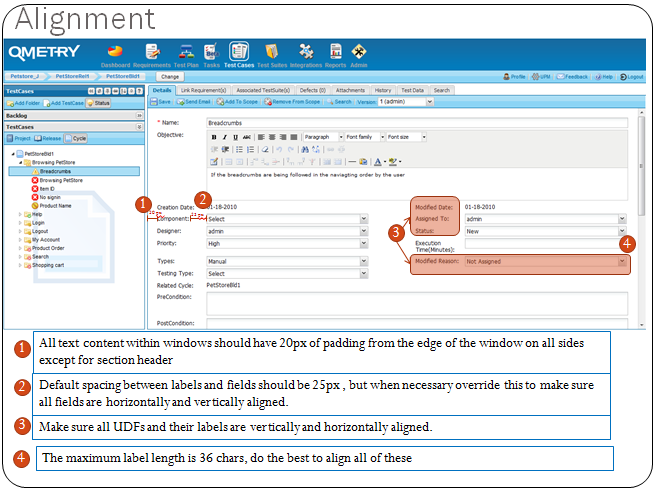 Alignment
QMETRY
Dashboard Requirements Test Plan Tasks Test Cases Test Suites Integrations Reports Admin
Petstore_J PetStoreRel1 PetStoreBld1 Change Profile UPM Feedback Help Logout
TestCases
Details Link Requirement(s) Associated TestSuite(s) Defects (0) Attachments History Test Data Search
Add Folder Add TestCase Status
Save Send Email Add To Scope Remove From Scope Search Version: 1 (admin)
Backlog
TestCases
Project Release Cycle
PetStoreBld1
Browsing PetStore
Breadcrumbs
Browsing PetStore
Item ID
No signin
Product Name
Help
Login
Logout
My Account
Product Order
Search
Shopping cart
* Name: Breadcrumbs
Objective:
B I U ABC Paragraph Font family Font size
If the breadcrumbs are being followed in the naviagting order by the user
Creation Date: 01-18-2010 Modified Date: 01-18-2010
Component: Select Assigned To: admin
Designer: admin Status: New
Priority: High Execution
Time(Minutes):
Types: Manual Modified Reason: Not Assigned
Testing Type: Select
Related Cycle: PetStoreBld1
PreCondition:
PostCondition:
1
2
3
4
1 All text content within windows should have 20px of padding from the edge of the window on all sides
except for section header
2 Default spacing between labels and fields should be 25px , but when necessary override this to make sure
all fields are horizontally and vertically aligned.
3 Make sure all UDFs and their labels are vertically and horizontally aligned.
4 The maximum label length is 36 chars, do the best to align all of these